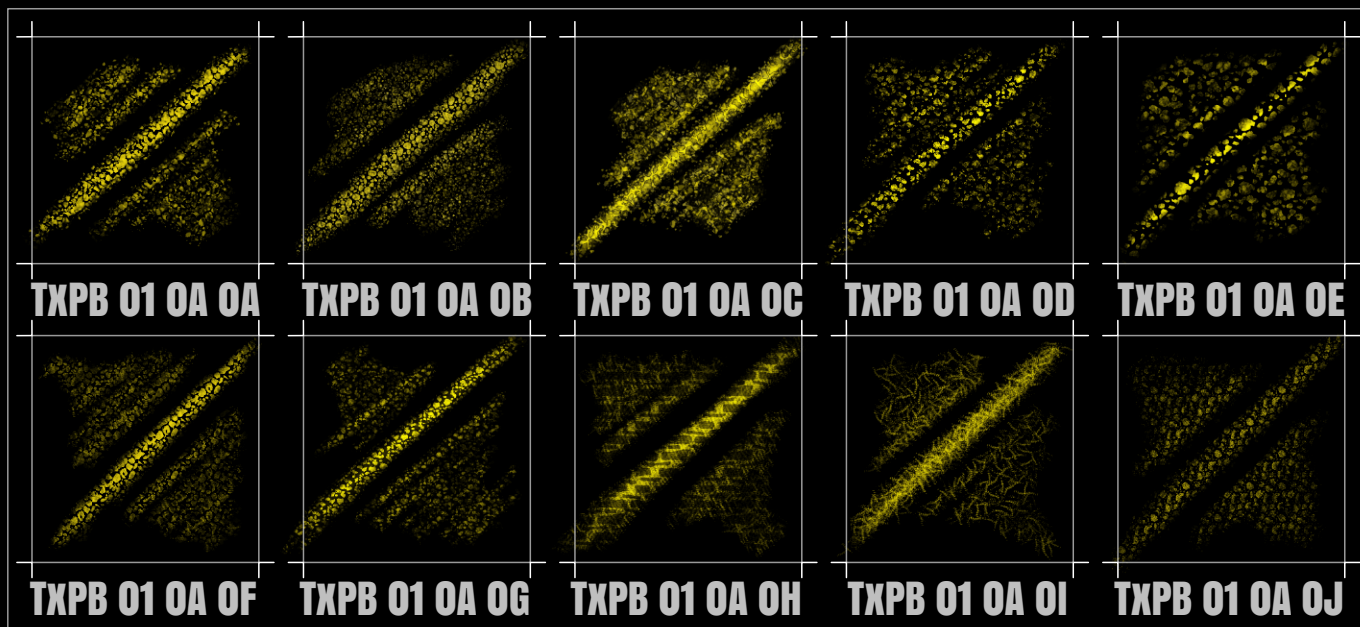 TXPB 01 0A 0A
TXPB 01 0A 0B
TXPB 01 0A 0C
TXPB 01 0A 0D
TXPB 01 0A 0E
TXPB 01 0A 0F
TXPB 01 0A 0G
TXPB 01 0A 0H
TXPB 01 0A 0I
TXPB 01 0A 0J